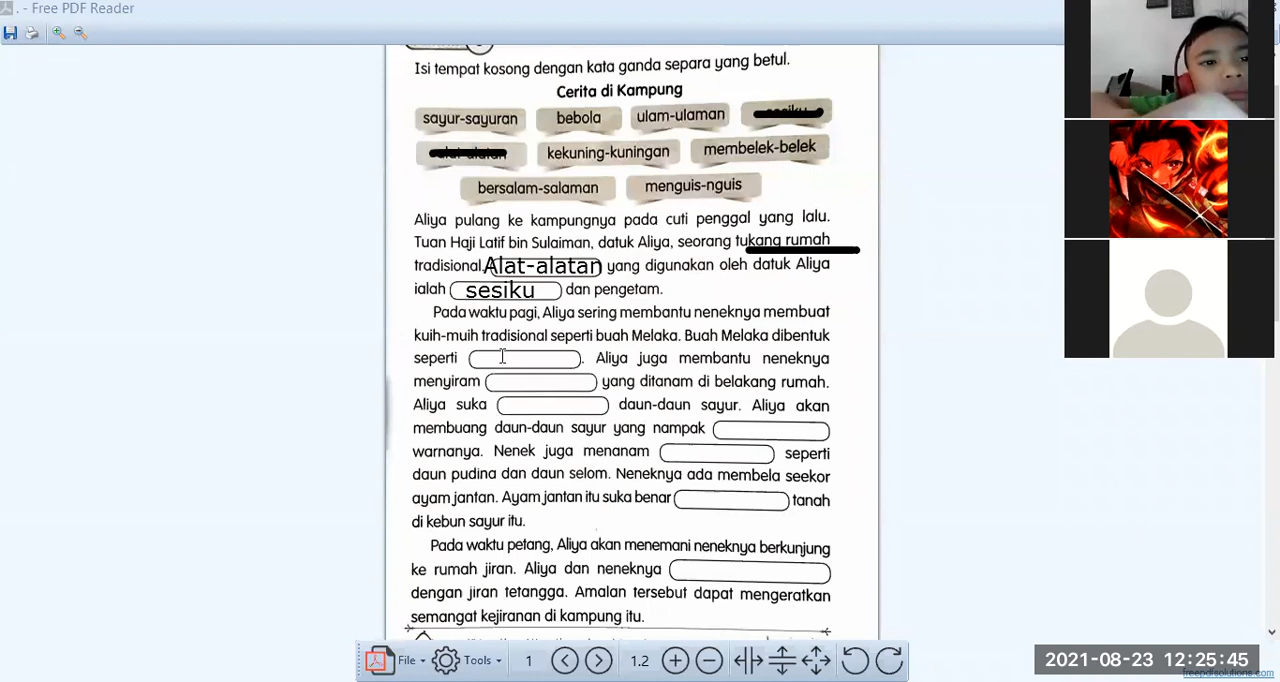 . - Free PDF Reader
Isi tempat kosong dengan kata ganda separa yang betul.
Cerita di Kampung
sayur-sayuran bebola ulam-ulaman sesiku
alat-alatan kekuning-kuningan membelek-belek
bersalam-salaman menguis-nguis
Aliya pulang ke kampungnya pada cuti penggal yang lalu.
Tuan Haji Latif bin Sulaiman, datuk Aliya, seorang tukang rumah
tradisional. Alat-alatan yang digunakan oleh datuk Aliya
ialah sesiku dan pengetam.
Pada waktu pagi, Aliya sering membantu neneknya membuat
kuih-muih tradisional seperti buah Melaka. Buah Melaka dibentuk
seperti . Aliya juga membantu neneknya
menyiram yang ditanam di belakang rumah.
Aliya suka daun-daun sayur. Aliya akan
membuang daun-daun sayur yang nampak
warnanya. Nenek juga menanam seperti
daun pudina dan daun selom. Neneknya ada membela seekor
ayam jantan. Ayam jantan itu suka benar tanah
di kebun sayur itu.
Pada waktu petang, Aliya akan menemani neneknya berkunjung
ke rumah jiran. Aliya dan neneknya
dengan jiran tetangga. Amalan tersebut dapat mengeratkan
semangat kejiranan di kampung itu.
File Tools 1 1.2
2021-08-23 12:25:45
freepdfsolutions.com